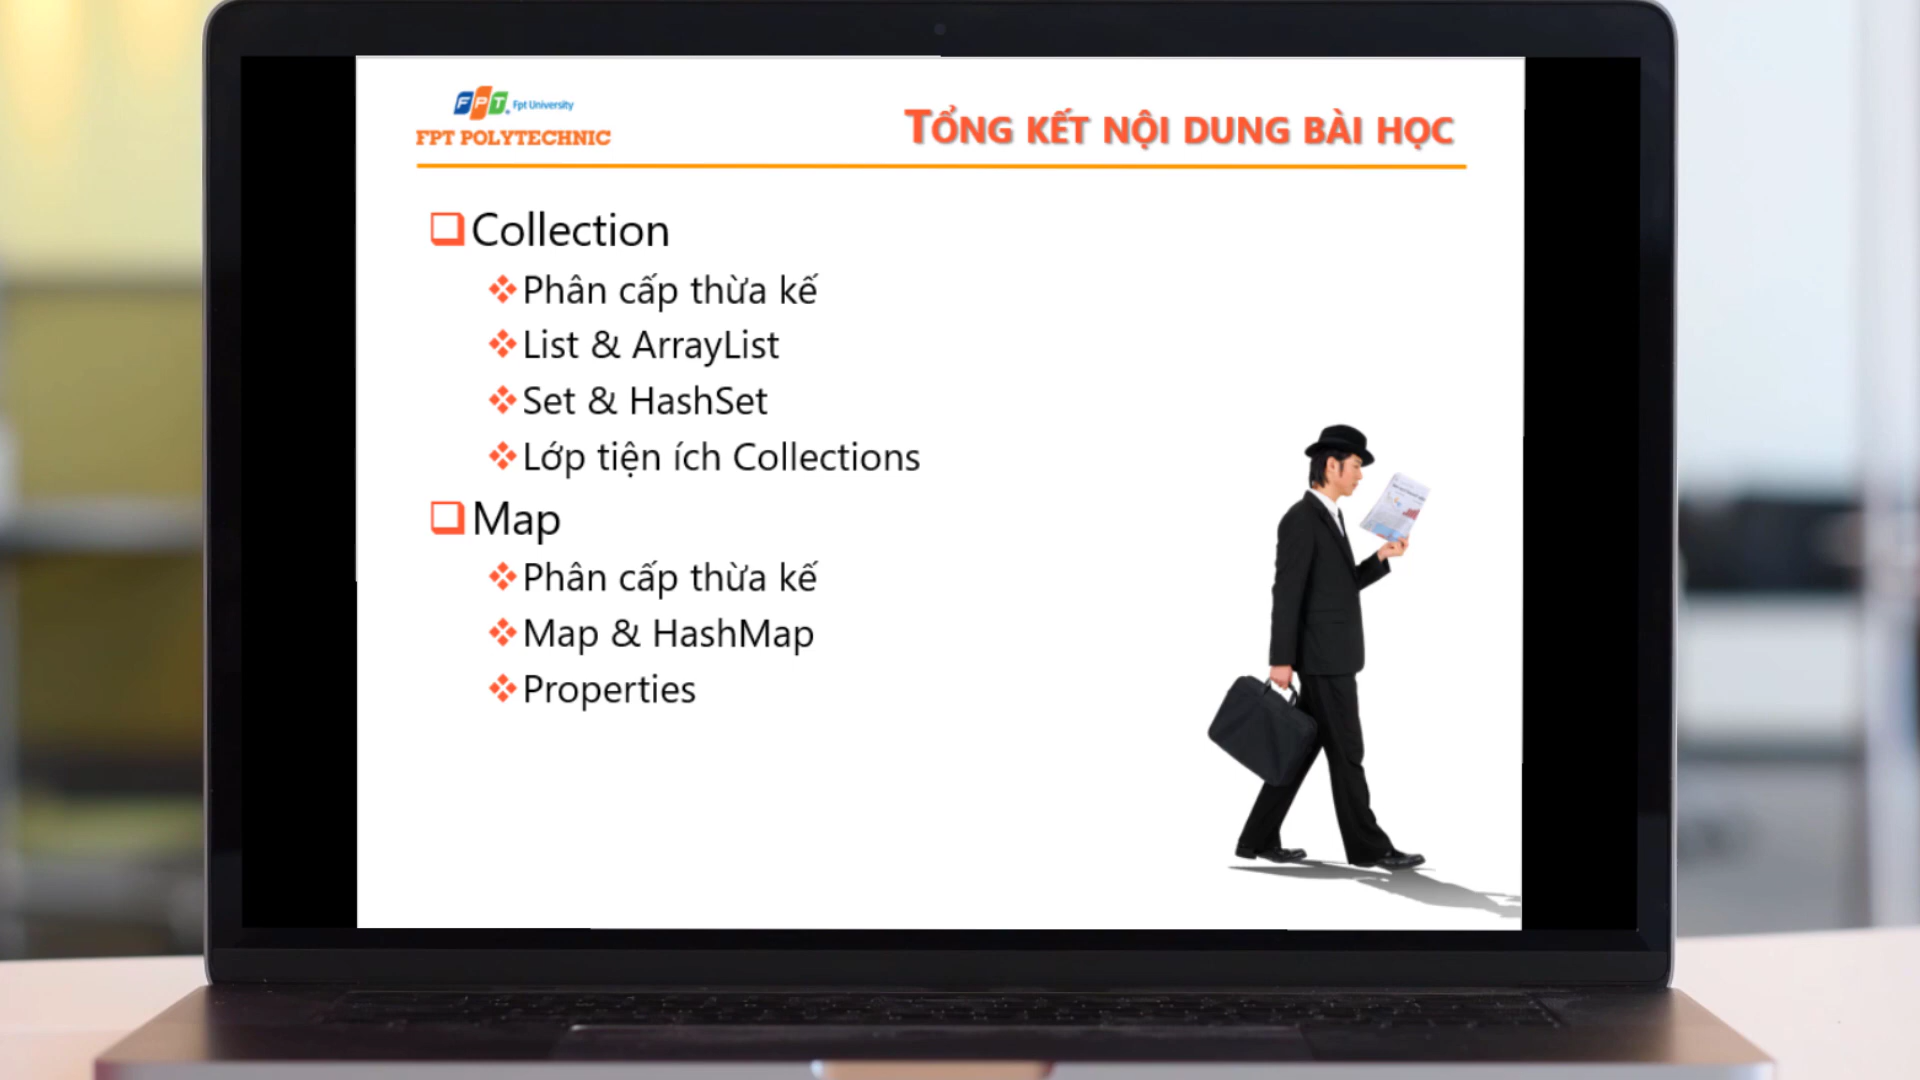 FPT. Fpt University
FPT POLYTECHNIC
TỔNG KẾT NỘI DUNG BÀI HỌC
Collection
Phân cấp thừa kế
List & ArrayList
Set & HashSet
Lớp tiện ích Collections
Map
Phân cấp thừa kế
Map & HashMap
Properties